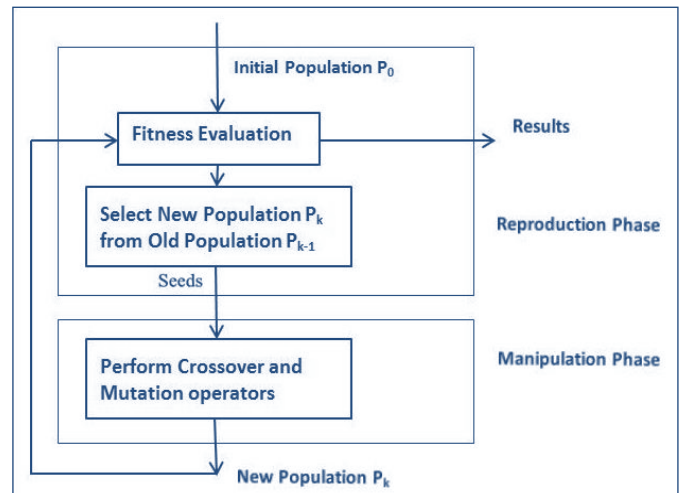 Initial Population P₀
Fitness Evaluation
Results
Select New Population Pₖ
from Old Population Pₖ₋₁
Reproduction Phase
Seeds
Perform Crossover and
Mutation operators
Manipulation Phase
New Population Pₖ